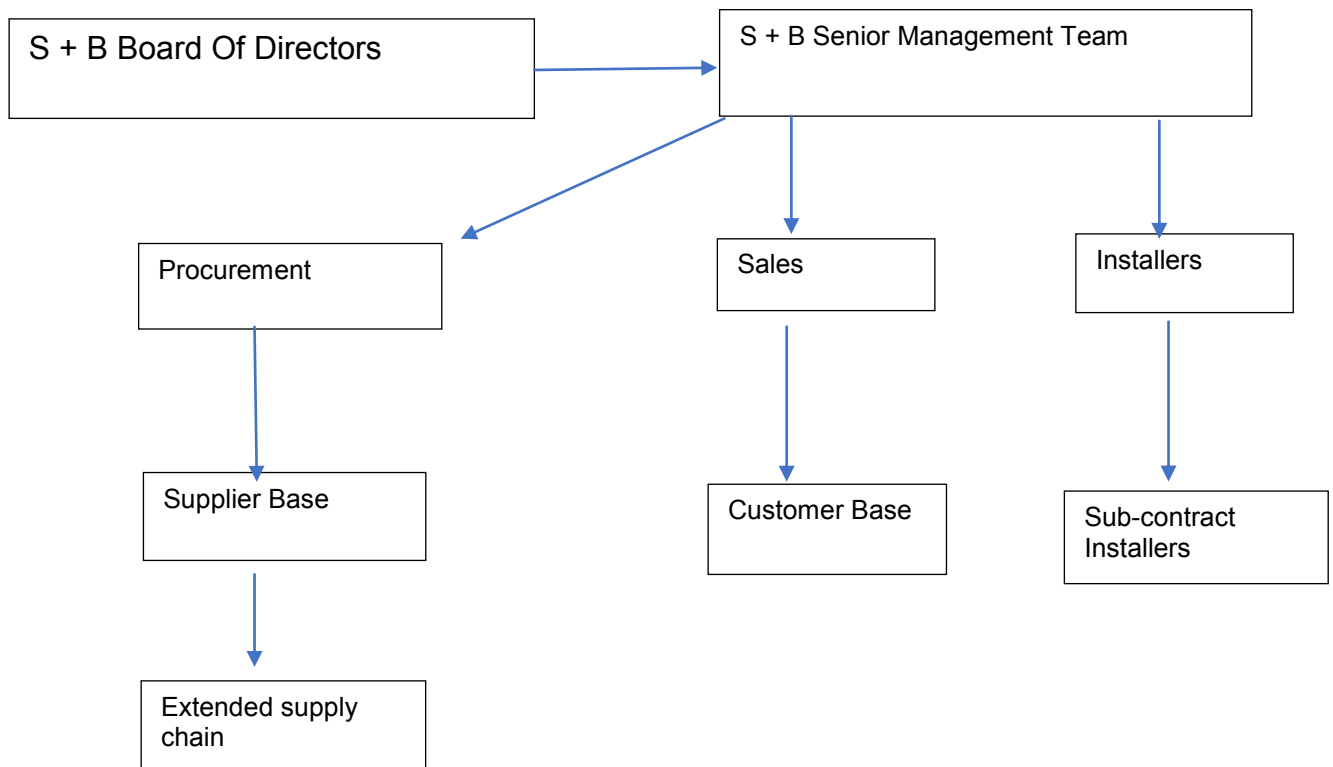 S + B Board Of Directors
S + B Senior Management Team
Procurement
Sales
Installers
Supplier Base
Customer Base
Sub-contract
Installers
Extended supply
chain